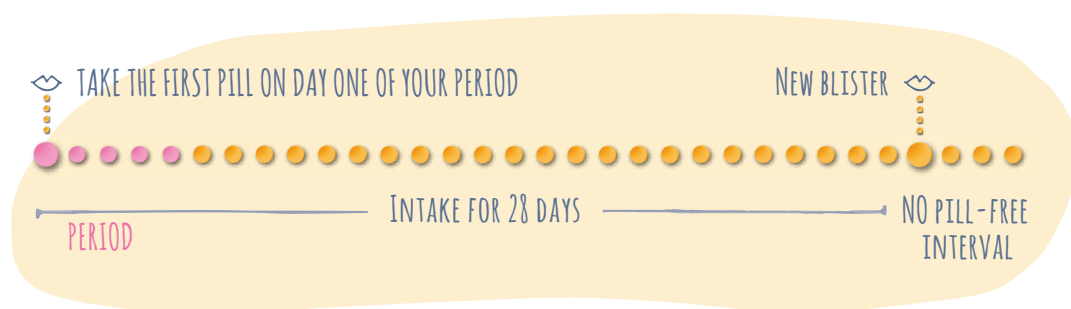 TAKE THE FIRST PILL ON DAY ONE OF YOUR PERIOD
NEW BLISTER
INTAKE FOR 28 DAYS
NO PILL-FREE
INTERVAL
PERIOD